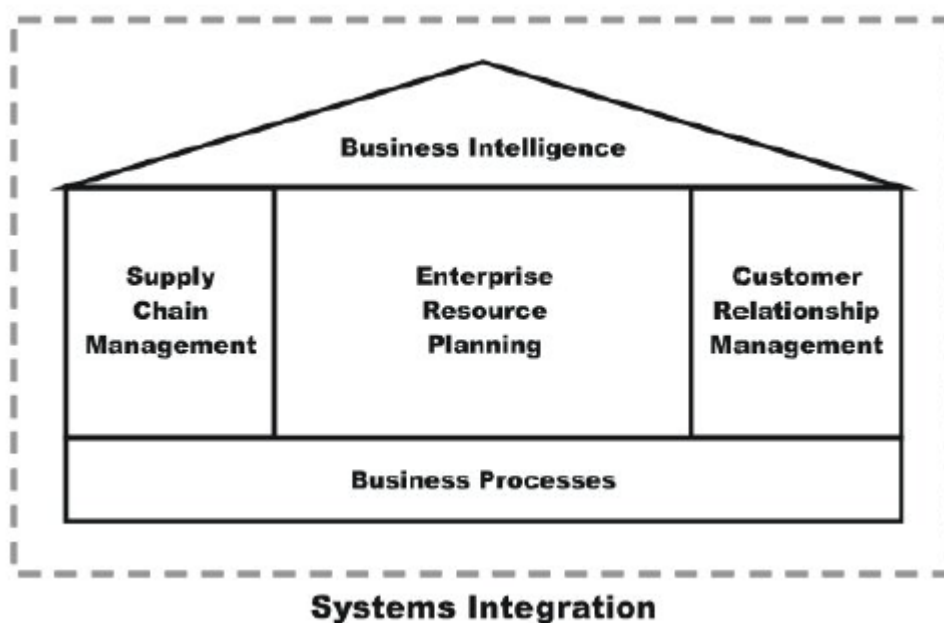 Business Intelligence
Supply
Chain
Management
Enterprise
Resource
Planning
Customer
Relationship
Management
Business Processes
Systems Integration